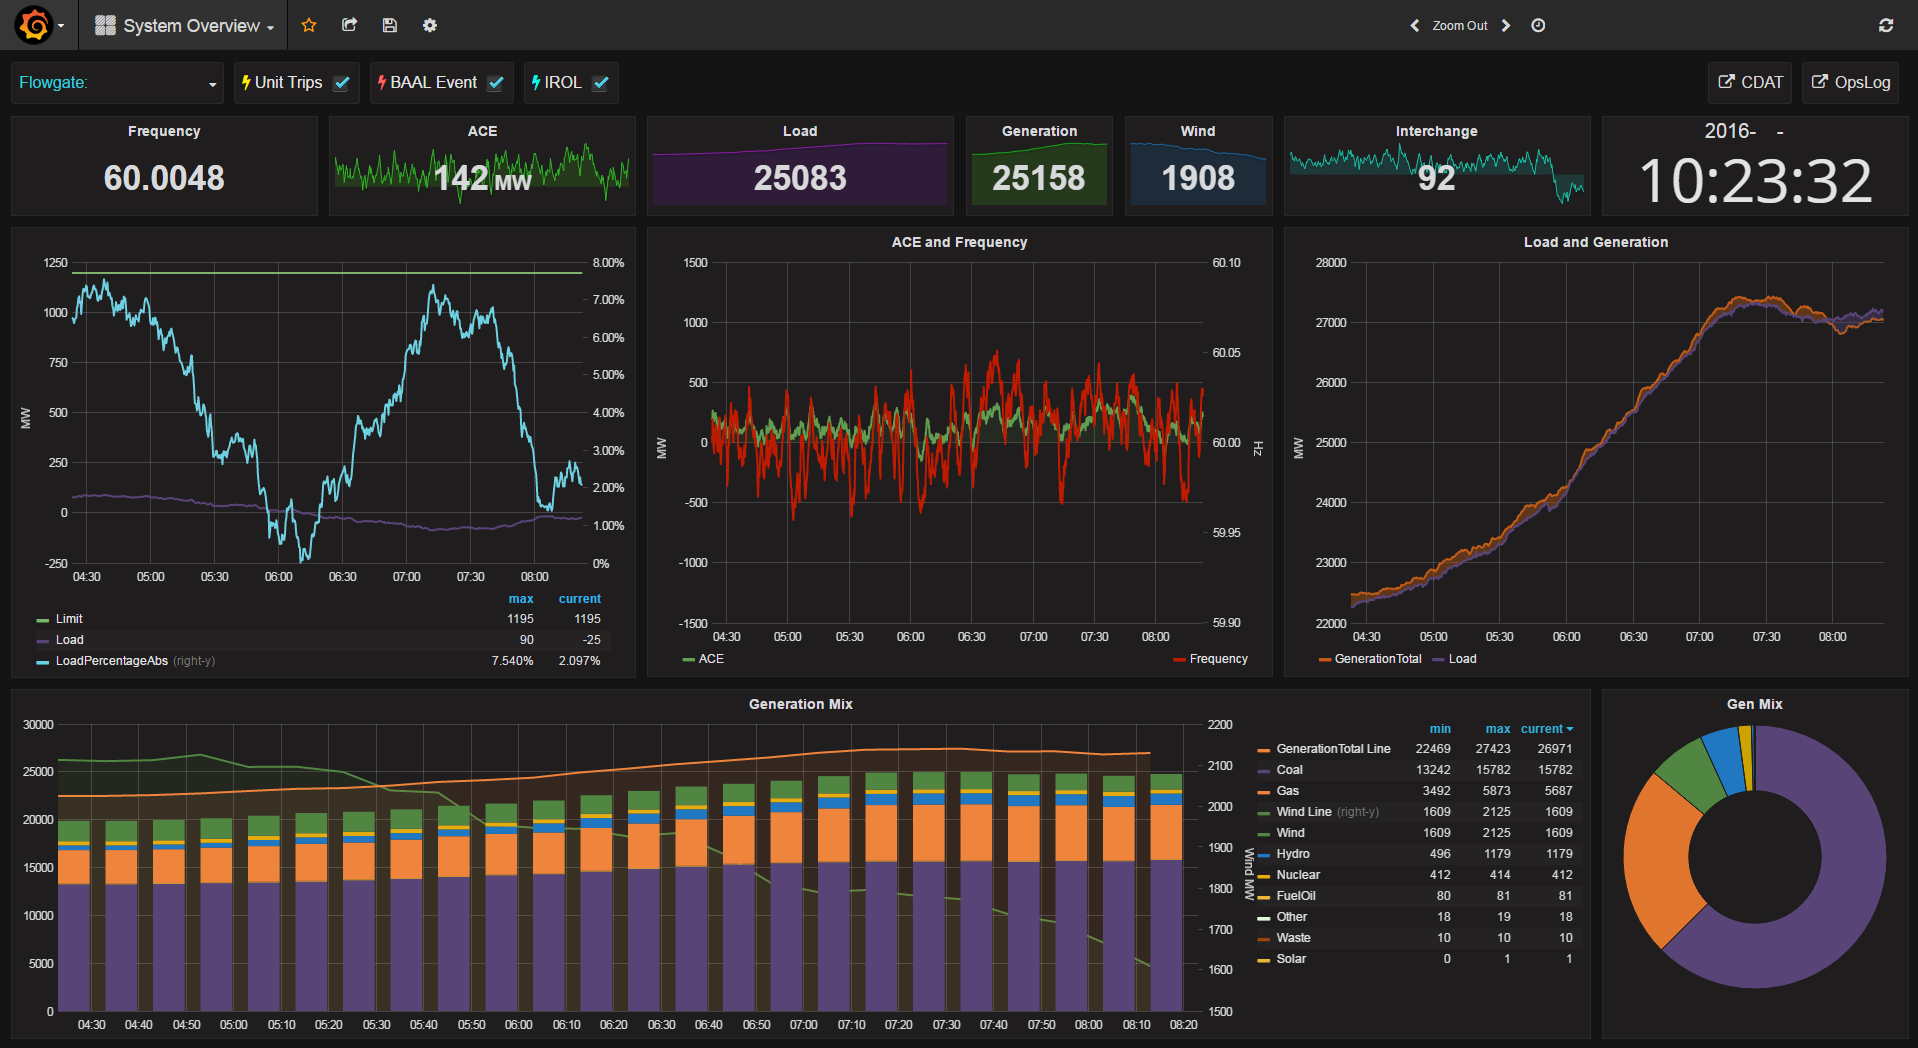 System Overview
Zoom Out
Flowgate:
Unit Trips
BAAL Event
IROL
CDAT
OpsLog
Frequency
60.0048
ACE
142 MW
Load
25083
Generation
25158
Wind
1908
Interchange
92
2016- -
10:23:32
1250
1000
750
500
250
0
-250
MW
8.00%
7.00%
6.00%
5.00%
4.00%
3.00%
2.00%
1.00%
0%
04:30 05:00 05:30 06:00 06:30 07:00 07:30 08:00
max current
Limit 1195 1195
Load 90 -25
LoadPercentageAbs (right-y) 7.540% 2.097%
ACE and Frequency
1500
1000
500
0
-500
-1000
-1500
MW
60.10
60.05
60.00
59.95
59.90
Hz
04:30 05:00 05:30 06:00 06:30 07:00 07:30 08:00
ACE Frequency
Load and Generation
28000
27000
26000
25000
24000
23000
22000
MW
04:30 05:00 05:30 06:00 06:30 07:00 07:30 08:00
GenerationTotal Load
Generation Mix
30000
25000
20000
15000
10000
5000
0
2200
2100
2000
1900
1800
1700
1600
1500
Wind MW
04:30 04:40 04:50 05:00 05:10 05:20 05:30 05:40 05:50 06:00 06:10 06:20 06:30 06:40 06:50 07:00 07:10 07:20 07:30 07:40 07:50 08:00 08:10 08:20
min max current
GenerationTotal Line 22469 27423 26971
Coal 13242 15782 15782
Gas 3492 5873 5687
Wind Line (right-y) 1609 2125 1609
Wind 1609 2125 1609
Hydro 496 1179 1179
Nuclear 412 414 412
FuelOil 80 81 81
Other 18 19 18
Waste 10 10 10
Solar 0 1 1
Gen Mix